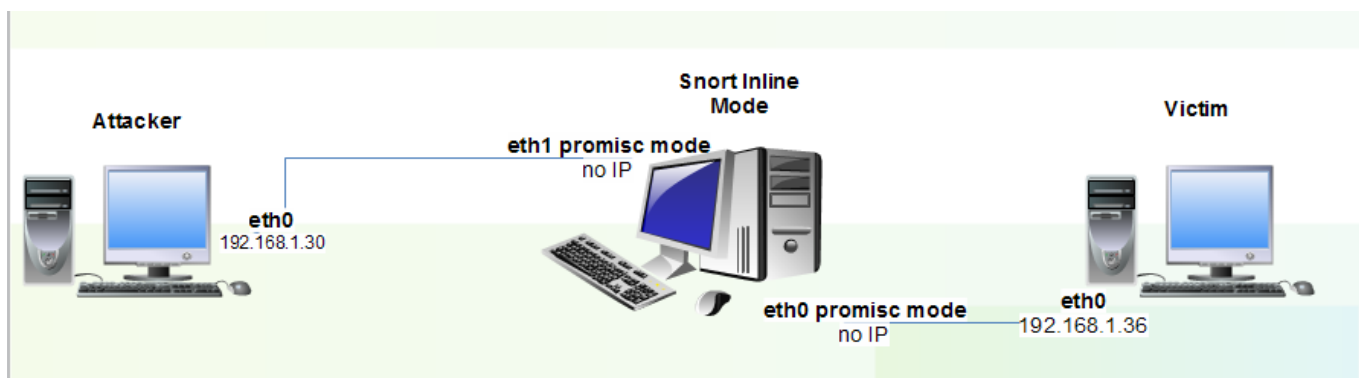 Snort Inline
Mode
Attacker
Victim
eth1 promisc mode
no IP
eth0
192.168.1.30
eth0 promisc mode
no IP
eth0
192.168.1.36